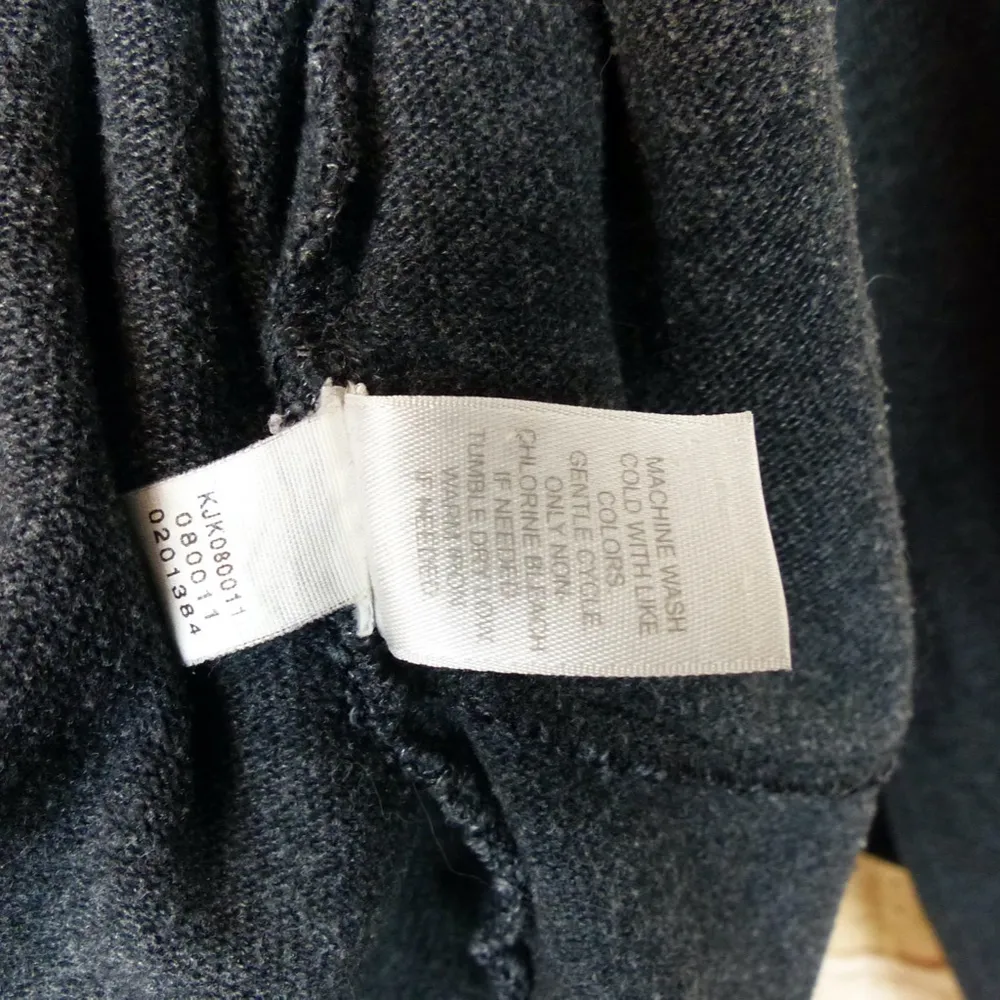 KJK080011
080011
0201384
MACHINE WASH
COLD WITH LIKE
COLORS
GENTLE CYCLE
ONLY NON-
CHLORINE BLEACH
IF NEEDED
TUMBLE DRY LOW
WARM IRON
IF NEEDED